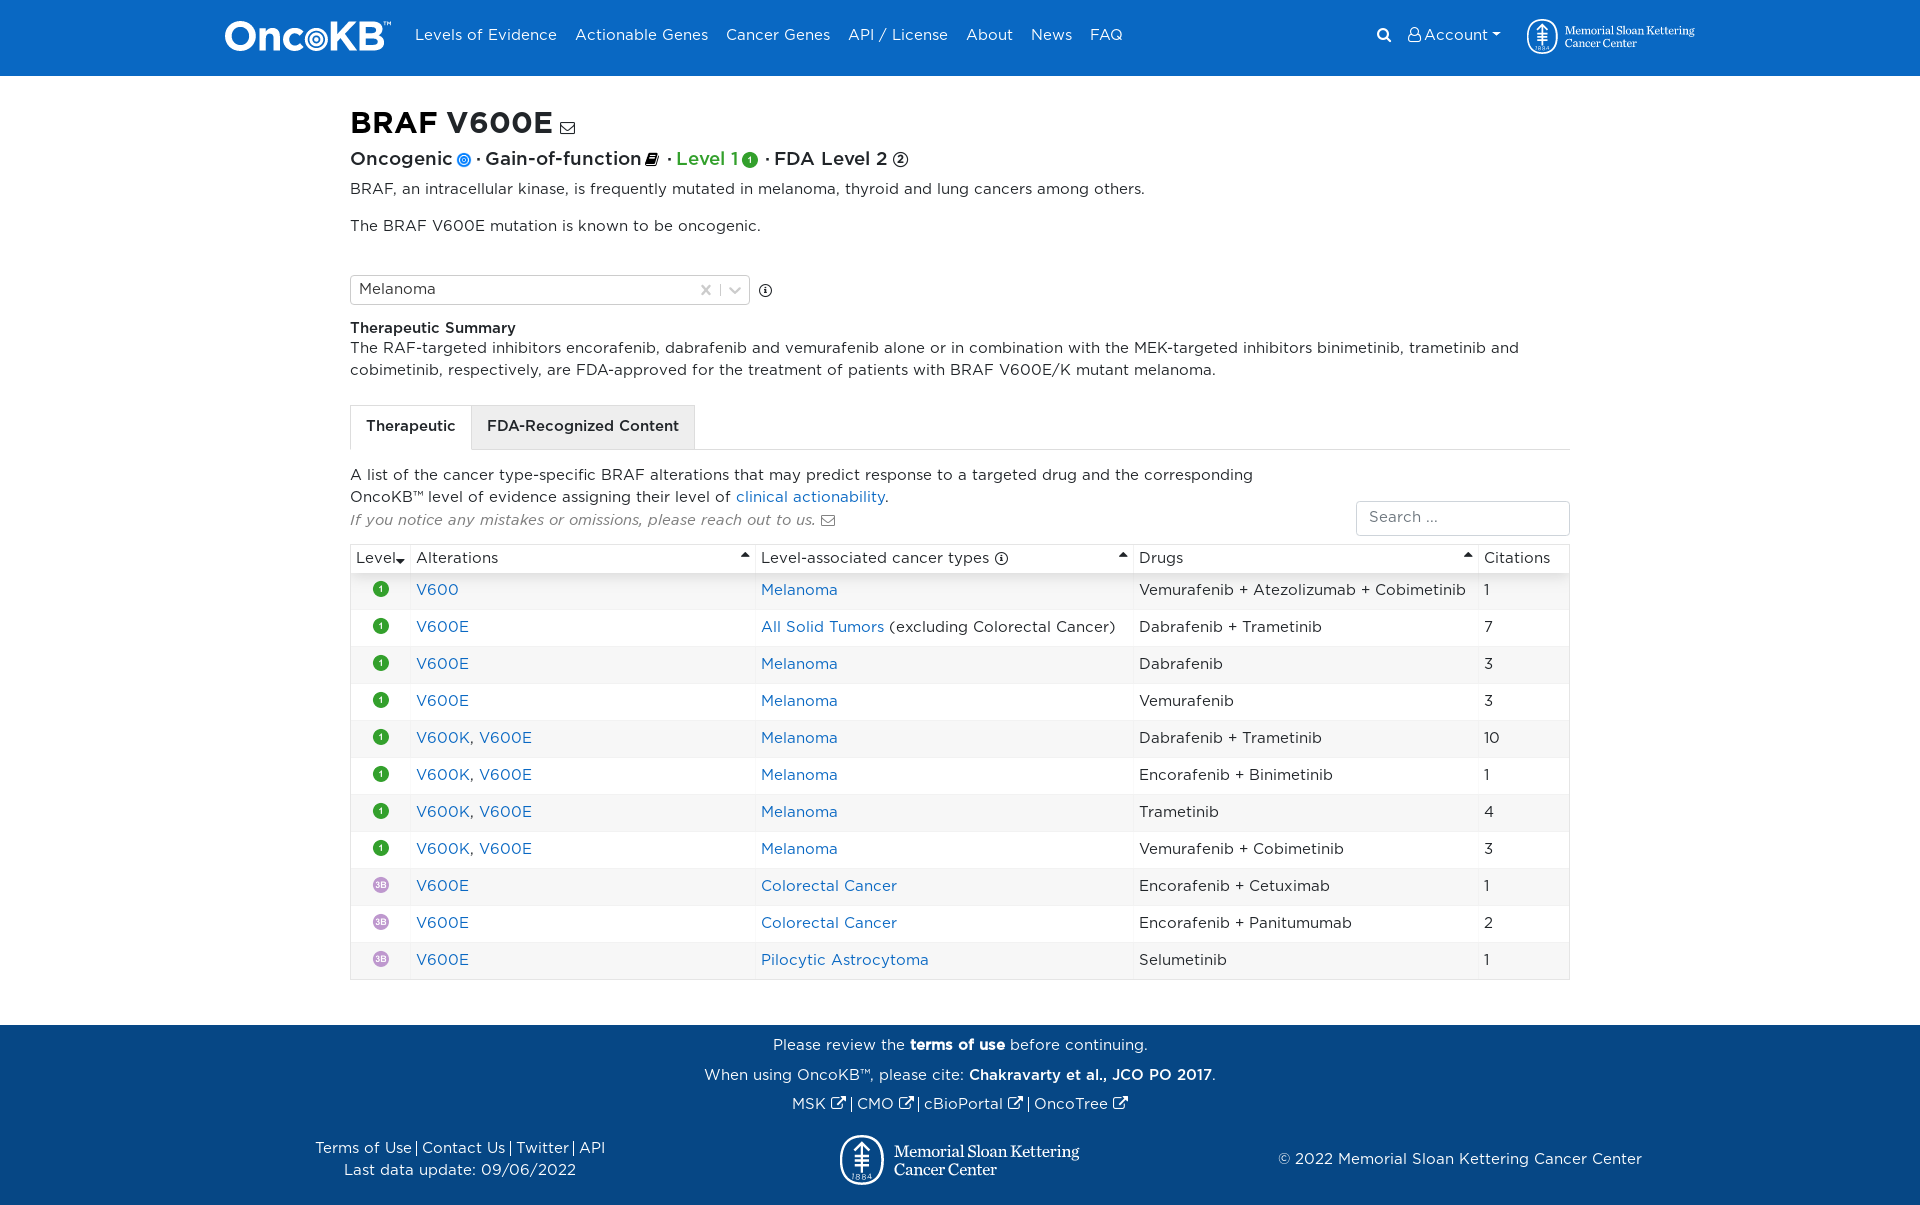 OncoKB™
Levels of Evidence Actionable Genes Cancer Genes API / License About News FAQ
Account
Memorial Sloan Kettering
Cancer Center
1884
BRAF V600E
Oncogenic · Gain-of-function · Level 1 1 · FDA Level 2 2
BRAF, an intracellular kinase, is frequently mutated in melanoma, thyroid and lung cancers among others.
The BRAF V600E mutation is known to be oncogenic.
Melanoma
Therapeutic Summary
The RAF-targeted inhibitors encorafenib, dabrafenib and vemurafenib alone or in combination with the MEK-targeted inhibitors binimetinib, trametinib and
cobimetinib, respectively, are FDA-approved for the treatment of patients with BRAF V600E/K mutant melanoma.
Therapeutic FDA-Recognized Content
A list of the cancer type-specific BRAF alterations that may predict response to a targeted drug and the corresponding
OncoKB™ level of evidence assigning their level of clinical actionability.
If you notice any mistakes or omissions, please reach out to us.
Search ...
Level Alterations Level-associated cancer types Drugs Citations
1 V600 Melanoma Vemurafenib + Atezolizumab + Cobimetinib 1
1 V600E All Solid Tumors (excluding Colorectal Cancer) Dabrafenib + Trametinib 7
1 V600E Melanoma Dabrafenib 3
1 V600E Melanoma Vemurafenib 3
1 V600K, V600E Melanoma Dabrafenib + Trametinib 10
1 V600K, V600E Melanoma Encorafenib + Binimetinib 1
1 V600K, V600E Melanoma Trametinib 4
1 V600K, V600E Melanoma Vemurafenib + Cobimetinib 3
3B V600E Colorectal Cancer Encorafenib + Cetuximab 1
3B V600E Colorectal Cancer Encorafenib + Panitumumab 2
3B V600E Pilocytic Astrocytoma Selumetinib 1
Please review the terms of use before continuing.
When using OncoKB™, please cite: Chakravarty et al., JCO PO 2017.
MSK | CMO | cBioPortal | OncoTree
Terms of Use | Contact Us | Twitter | API
Last data update: 09/06/2022
Memorial Sloan Kettering
Cancer Center
1884
© 2022 Memorial Sloan Kettering Cancer Center